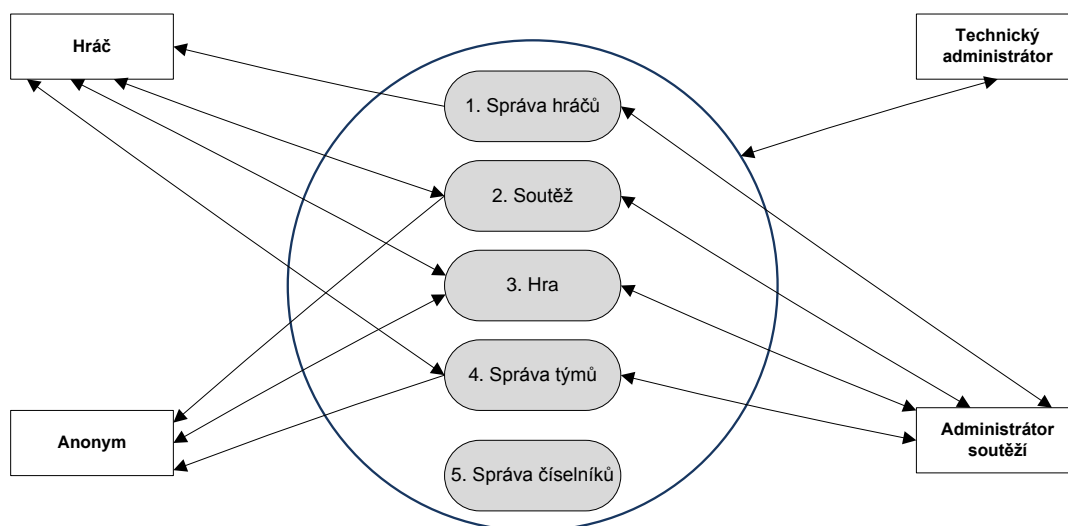 Hráč
Technický
administrátor
1. Správa hráčů
2. Soutěž
3. Hra
4. Správa týmů
Anonym
Administrátor
soutěží
5. Správa číselníků